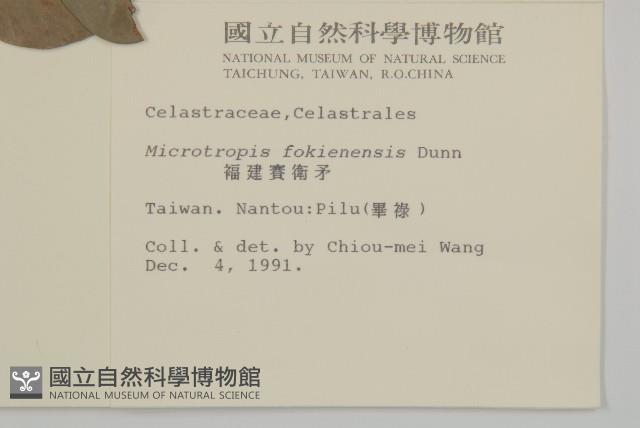 國立自然科學博物館
NATIONAL MUSEUM OF NATURAL SCIENCE
TAICHUNG, TAIWAN, R.O.CHINA
Celastraceae,Celastrales
Microtropis fokienensis Dunn
福建賽衛矛
Taiwan. Nantou:Pilu(畢祿)
Coll. & det. by Chiou-mei Wang
Dec. 4, 1991.
國立自然科學博物館
NATIONAL MUSEUM OF NATURAL SCIENCE